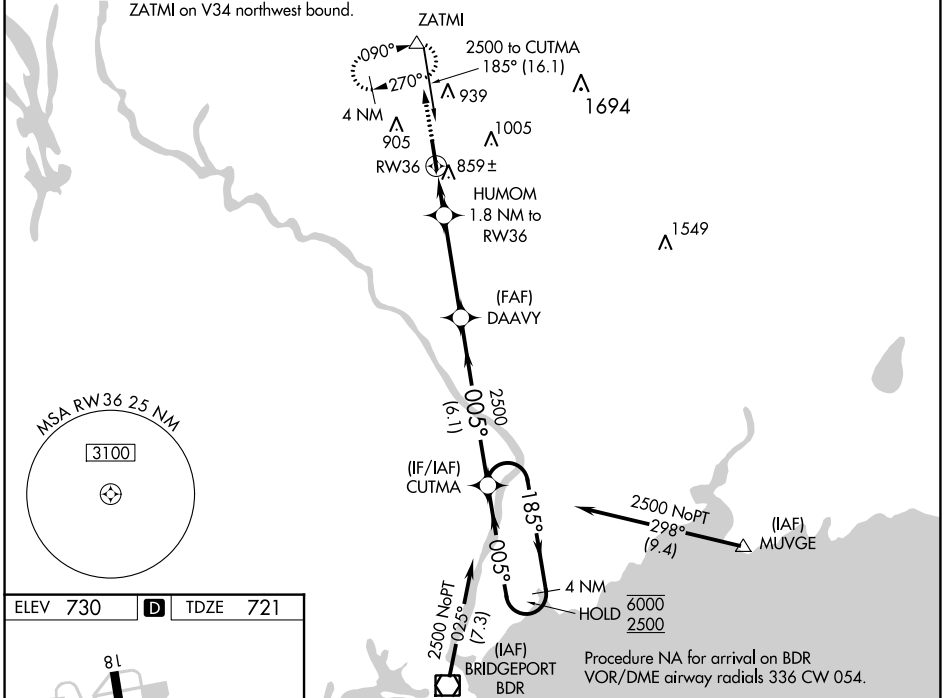 ZATMI on V34 northwest bound.
ZATMI
090°
270°
4 NM
2500 to CUTMA
185° (16.1)
939
1694
905
1005
RW36
859±
HUMOM
1.8 NM to
RW36
1549
(FAF)
DAAVY
2500
005°
(6.1)
MSA RW36 25 NM
3100
(IF/IAF)
CUTMA
185°
005°
2500 NoPT
298°
(9.4)
(IAF)
MUVGE
4 NM
HOLD 6000
2500
2500 NoPT
025°
(7.3)
(IAF)
BRIDGEPORT
BDR
Procedure NA for arrival on BDR
VOR/DME airway radials 336 CW 054.
ELEV 730 D TDZE 721
18